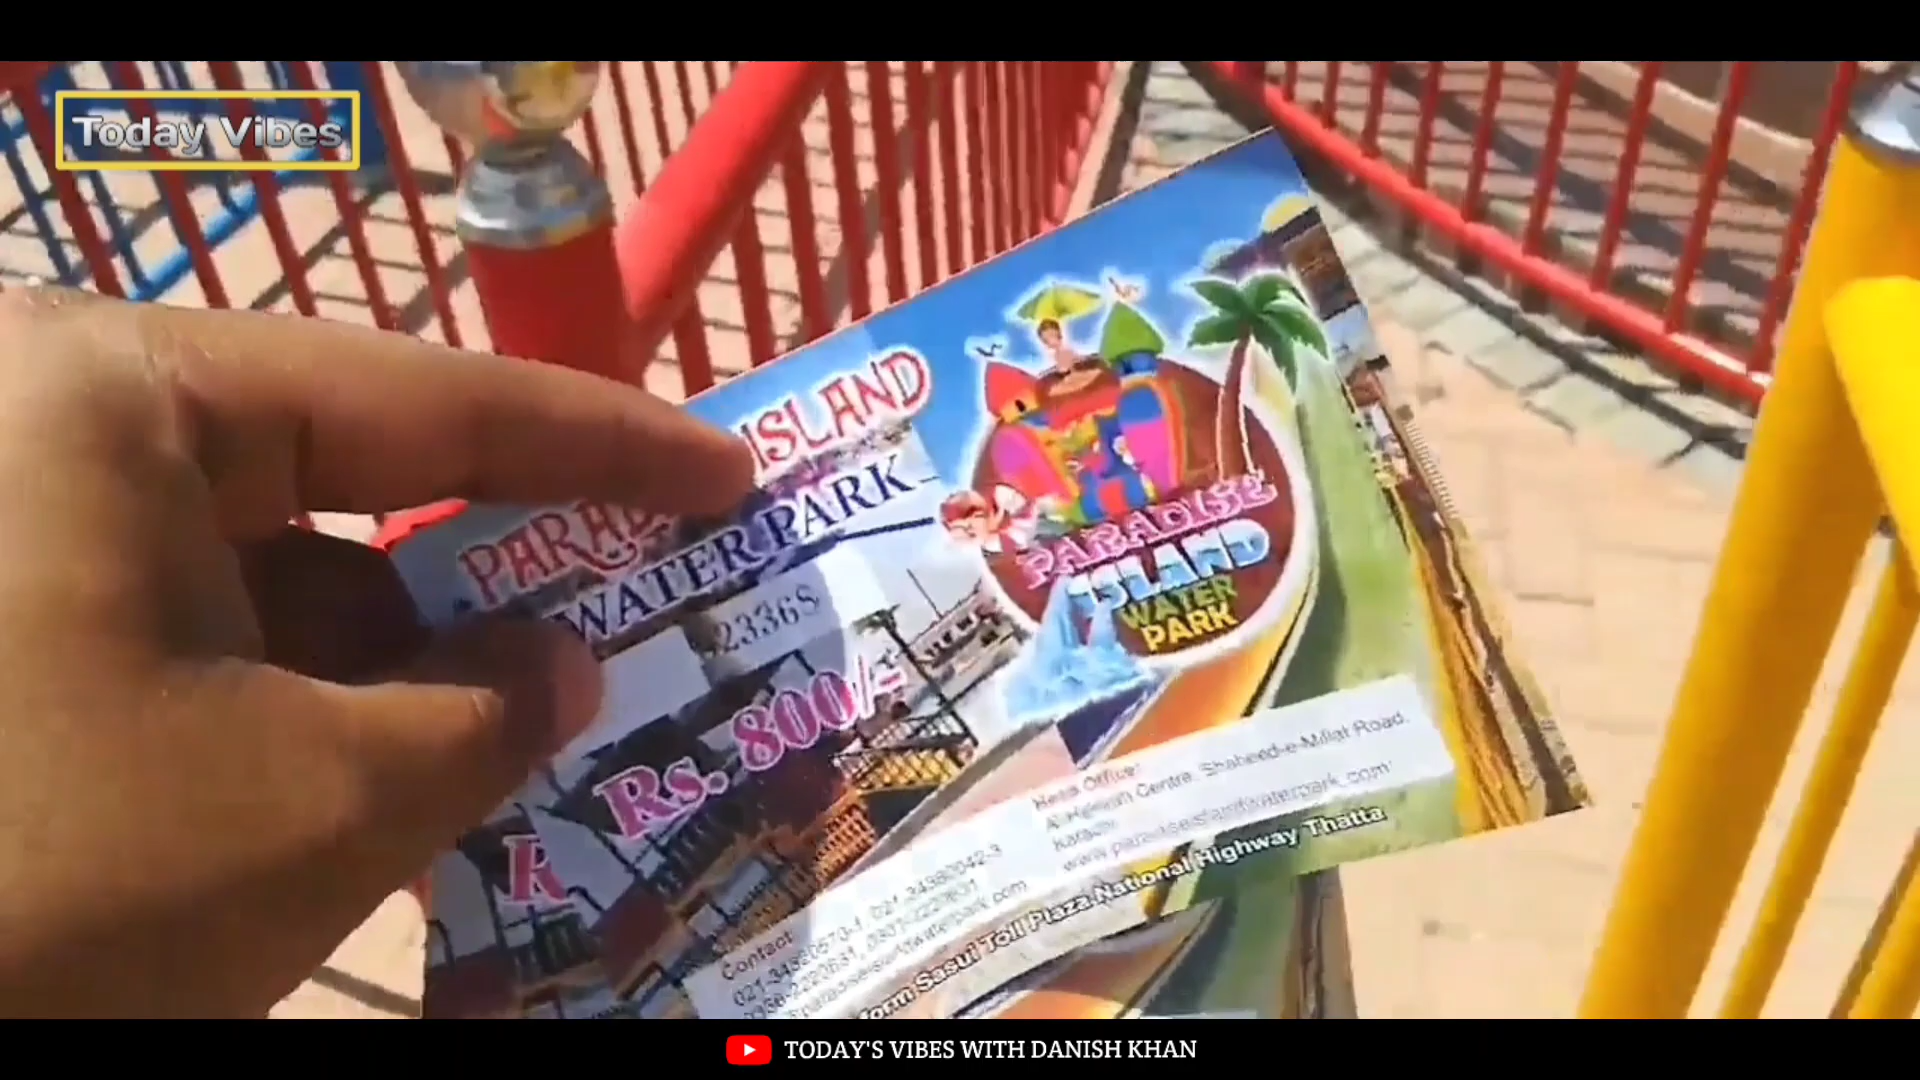 Today Vibes
ISLAND
WATER PARK
23368
Rs. 800/=
R
PARADISE
ISLAND
WATER
PARK
Head Office:
Centre, Shaheed-e-Millat Road,
Karachi
www.paradiseislandwaterpark.com
Contact:
Sasui Toll Plaza National Highway Thatta
TODAY'S VIBES WITH DANISH KHAN